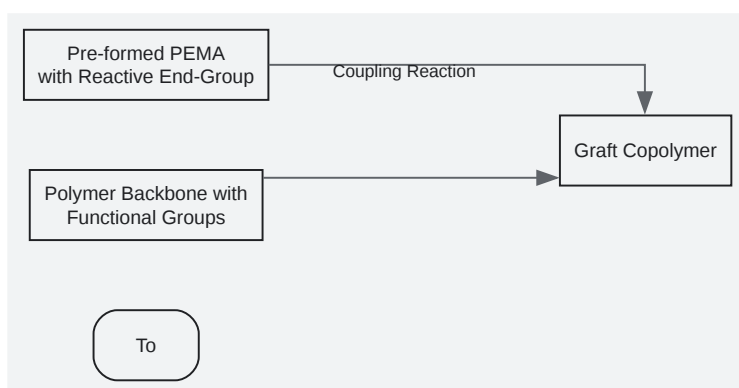 Pre-formed PEMA
with Reactive End-Group
Coupling Reaction
Graft Copolymer
Polymer Backbone with
Functional Groups
To